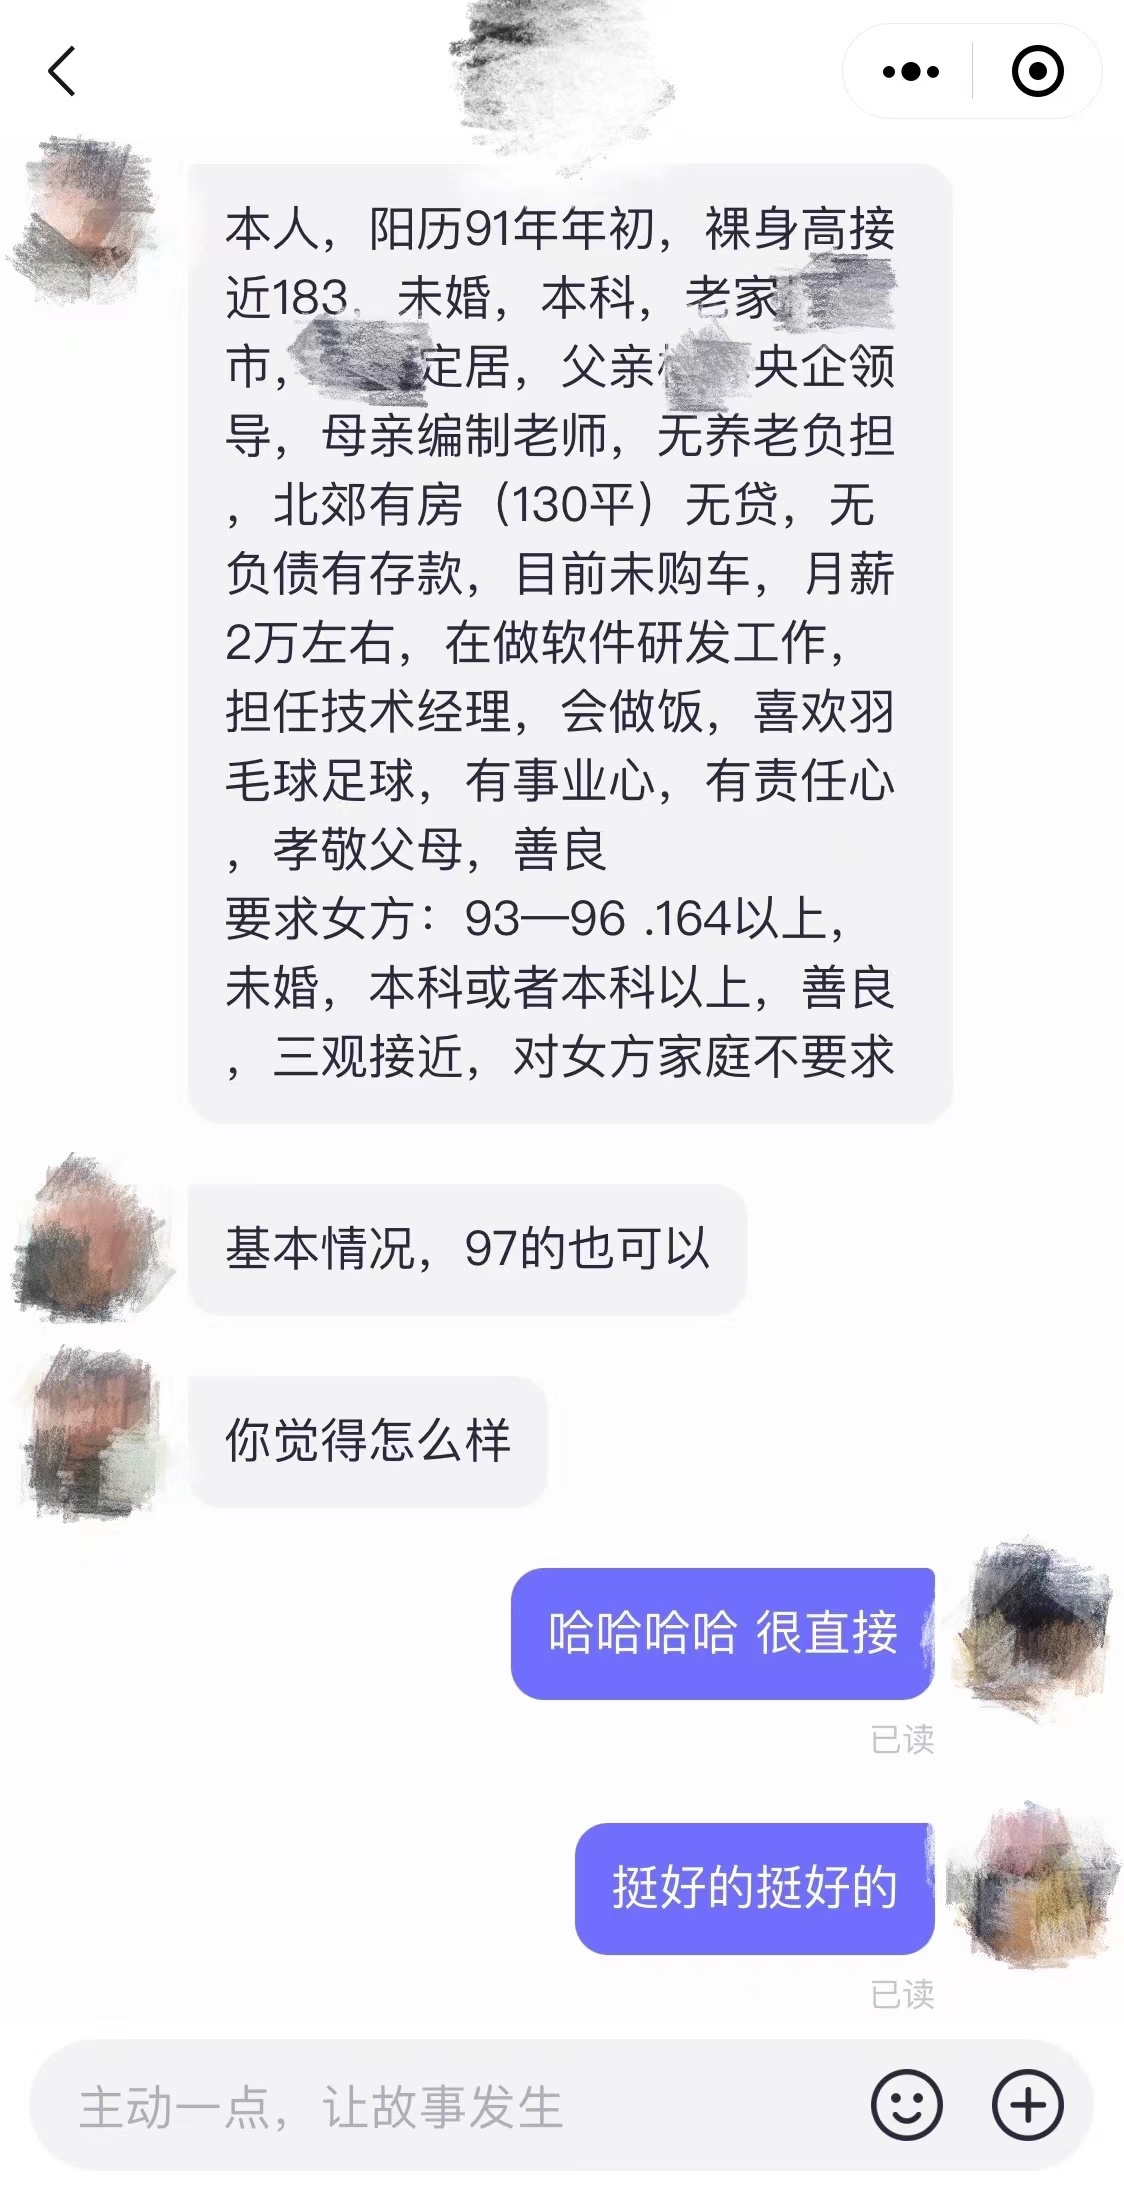 本人，阳历91年年初，裸身高接
近183，未婚，本科，老家
市，定居，父亲 央企领
导，母亲编制老师，无养老负担
，北郊有房（130平）无贷，无
负债有存款，目前未购车，月薪
2万左右，在做软件研发工作，
担任技术经理，会做饭，喜欢羽
毛球足球，有事业心，有责任心
，孝敬父母，善良
要求女方：93—96 .164以上，
未婚，本科或者本科以上，善良
，三观接近，对女方家庭不要求
基本情况，97的也可以
你觉得怎么样
哈哈哈哈 很直接
已读
挺好的挺好的
已读
主动一点，让故事发生